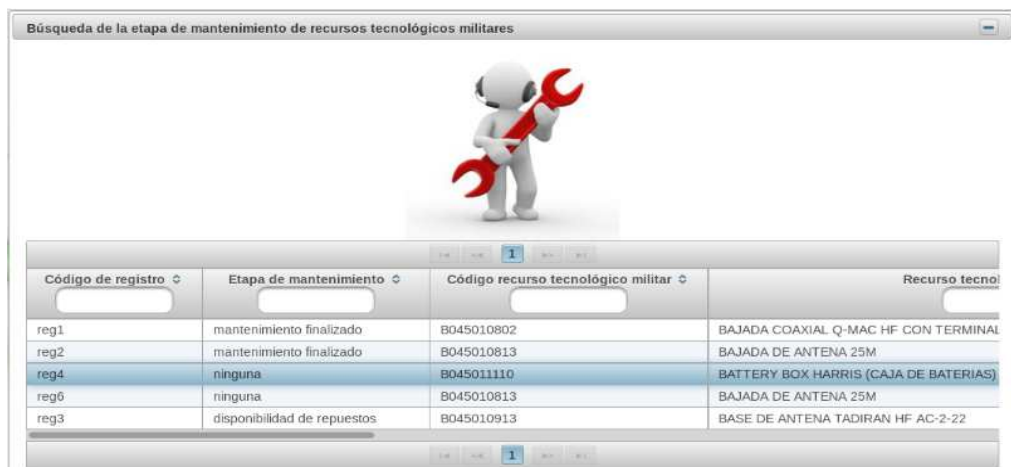 Búsqueda de la etapa de mantenimiento de recursos tecnológicos militares
1
Código de registro Etapa de mantenimiento Código recurso tecnológico militar Recurso tecnol
reg1 mantenimiento finalizado B045010802 BAJADA COAXIAL Q-MAC HF CON TERMINAL
reg2 mantenimiento finalizado B045010813 BAJADA DE ANTENA 25M
reg4 ninguna B045011110 BATTERY BOX HARRIS (CAJA DE BATERIAS)
reg6 ninguna B045010813 BAJADA DE ANTENA 25M
reg3 disponibilidad de repuestos B045010913 BASE DE ANTENA TADIRAN HF AC-2-22
1